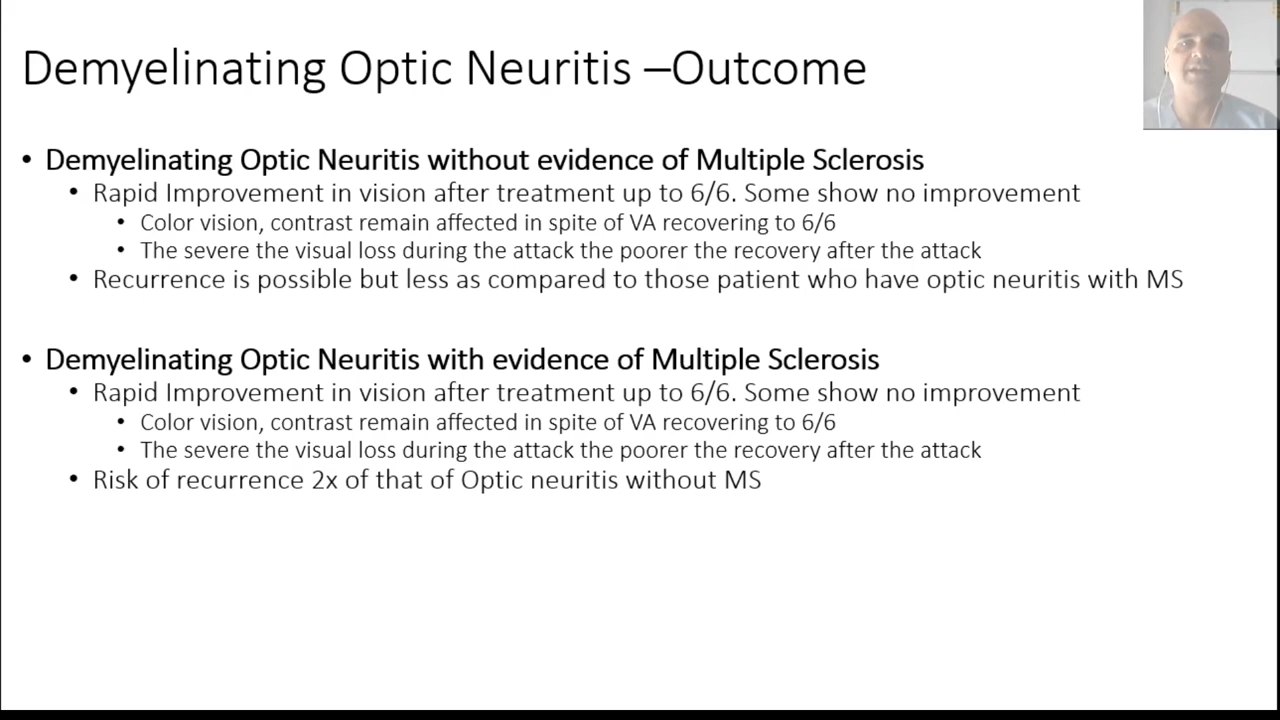 Demyelinating Optic Neuritis –Outcome
• Demyelinating Optic Neuritis without evidence of Multiple Sclerosis
• Rapid Improvement in vision after treatment up to 6/6. Some show no improvement
• Color vision, contrast remain affected in spite of VA recovering to 6/6
• The severe the visual loss during the attack the poorer the recovery after the attack
• Recurrence is possible but less as compared to those patient who have optic neuritis with MS
• Demyelinating Optic Neuritis with evidence of Multiple Sclerosis
• Rapid Improvement in vision after treatment up to 6/6. Some show no improvement
• Color vision, contrast remain affected in spite of VA recovering to 6/6
• The severe the visual loss during the attack the poorer the recovery after the attack
• Risk of recurrence 2x of that of Optic neuritis without MS